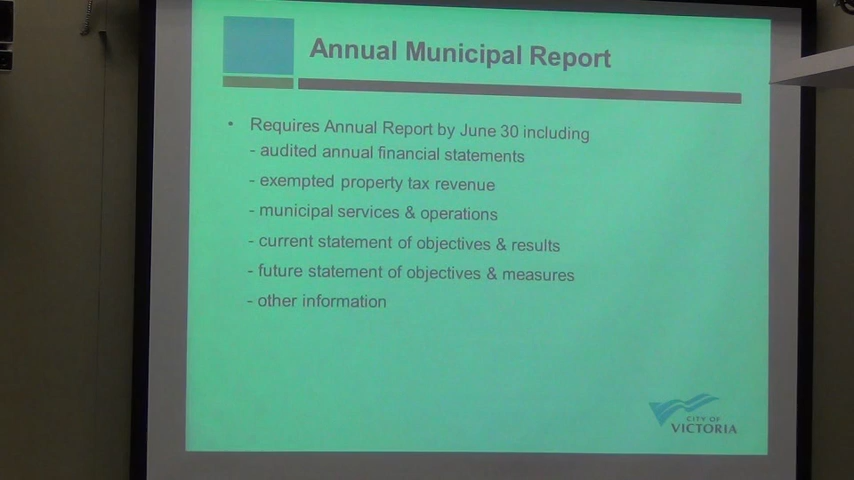 Annual Municipal Report
• Requires Annual Report by June 30 including
- audited annual financial statements
- exempted property tax revenue
- municipal services & operations
- current statement of objectives & results
- future statement of objectives & measures
- other information
CITY OF
VICTORIA